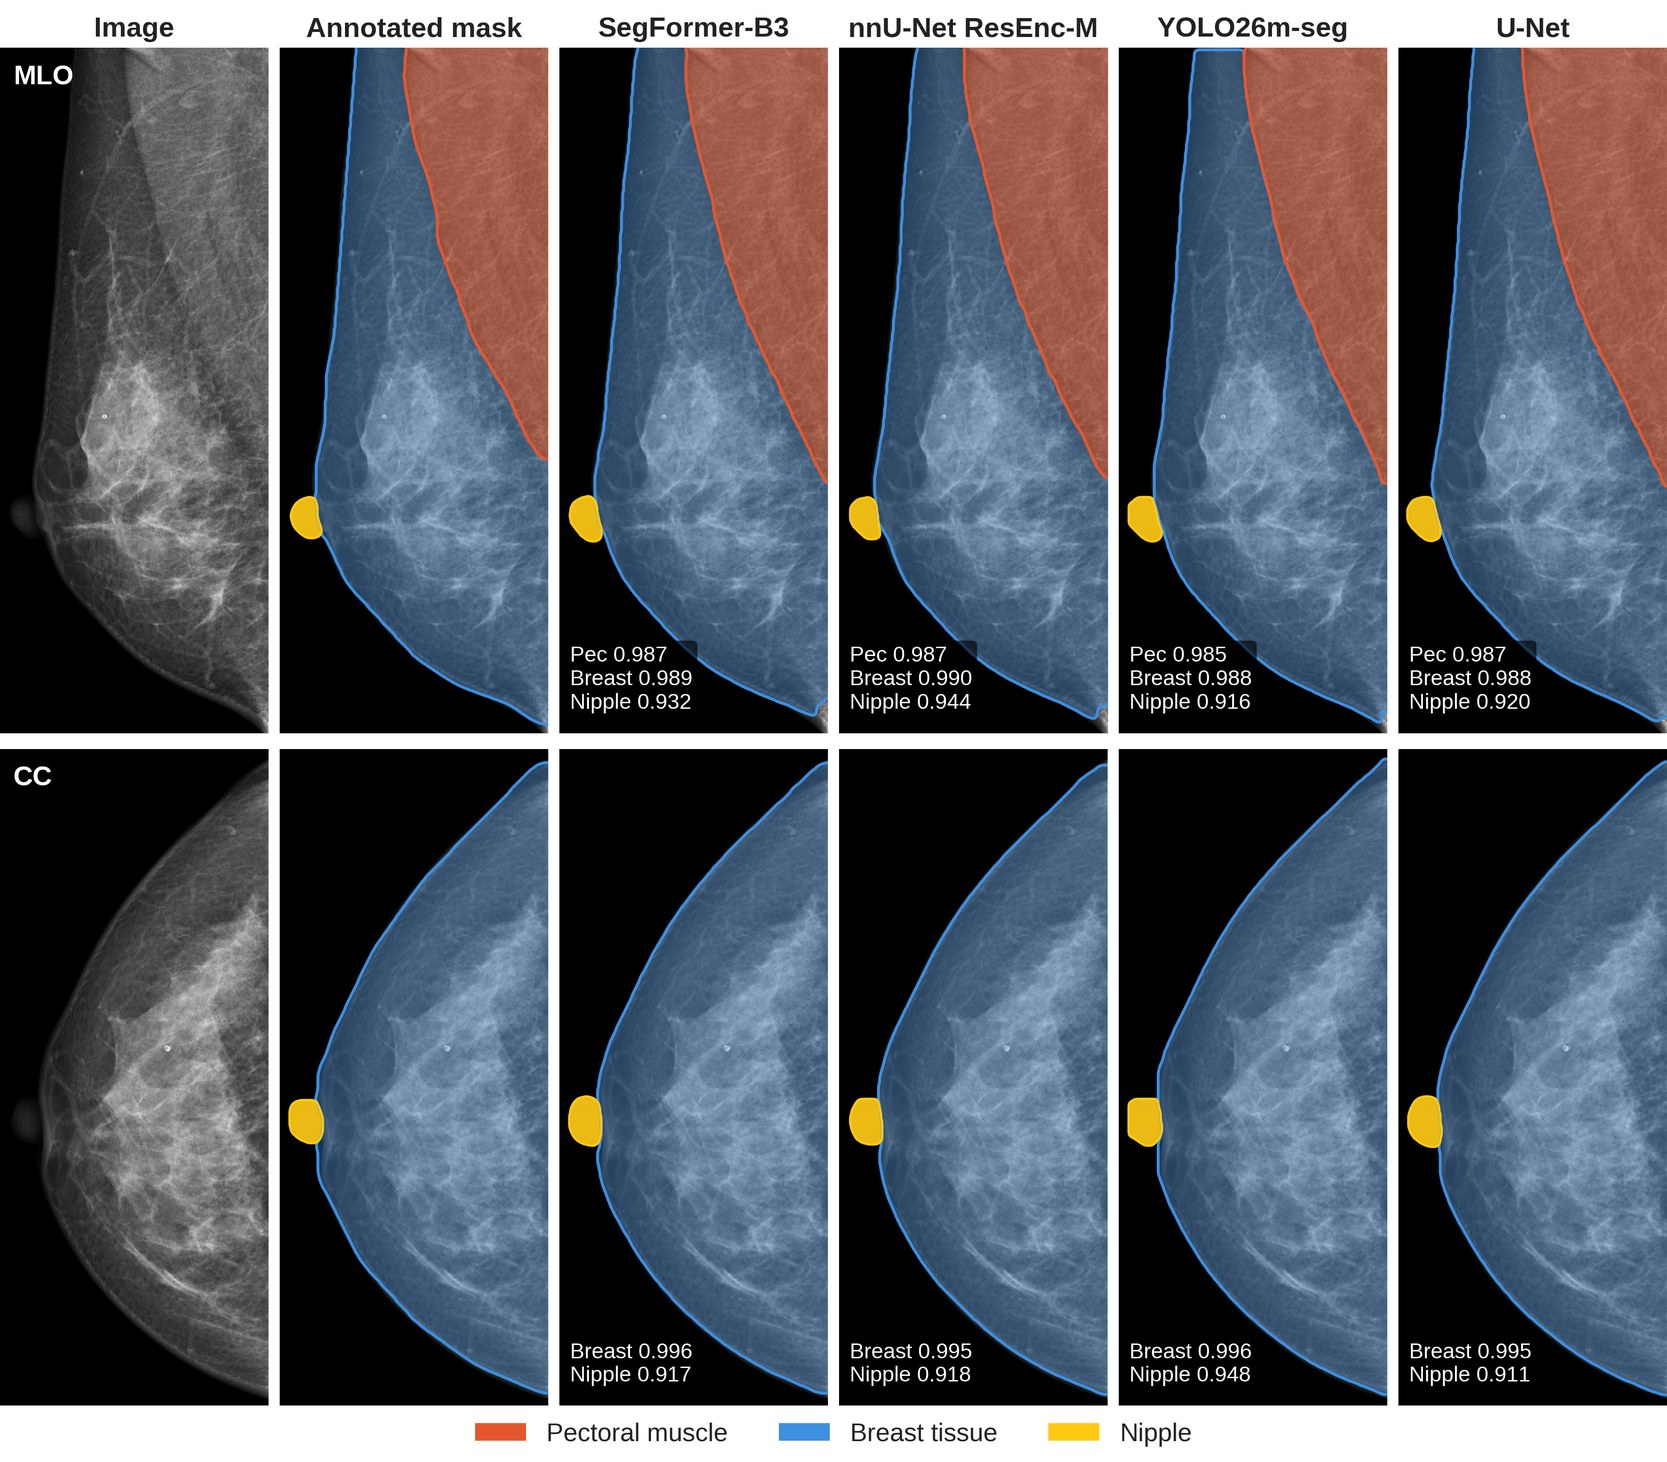 Image
Annotated mask
SegFormer-B3
nnU-Net ResEnc-M
YOLO26m-seg
U-Net
MLO
Pec 0.987
Breast 0.989
Nipple 0.932
Pec 0.987
Breast 0.990
Nipple 0.944
Pec 0.985
Breast 0.988
Nipple 0.916
Pec 0.987
Breast 0.988
Nipple 0.920
CC
Breast 0.996
Nipple 0.917
Breast 0.995
Nipple 0.918
Breast 0.996
Nipple 0.948
Breast 0.995
Nipple 0.911
Pectoral muscle
Breast tissue
Nipple